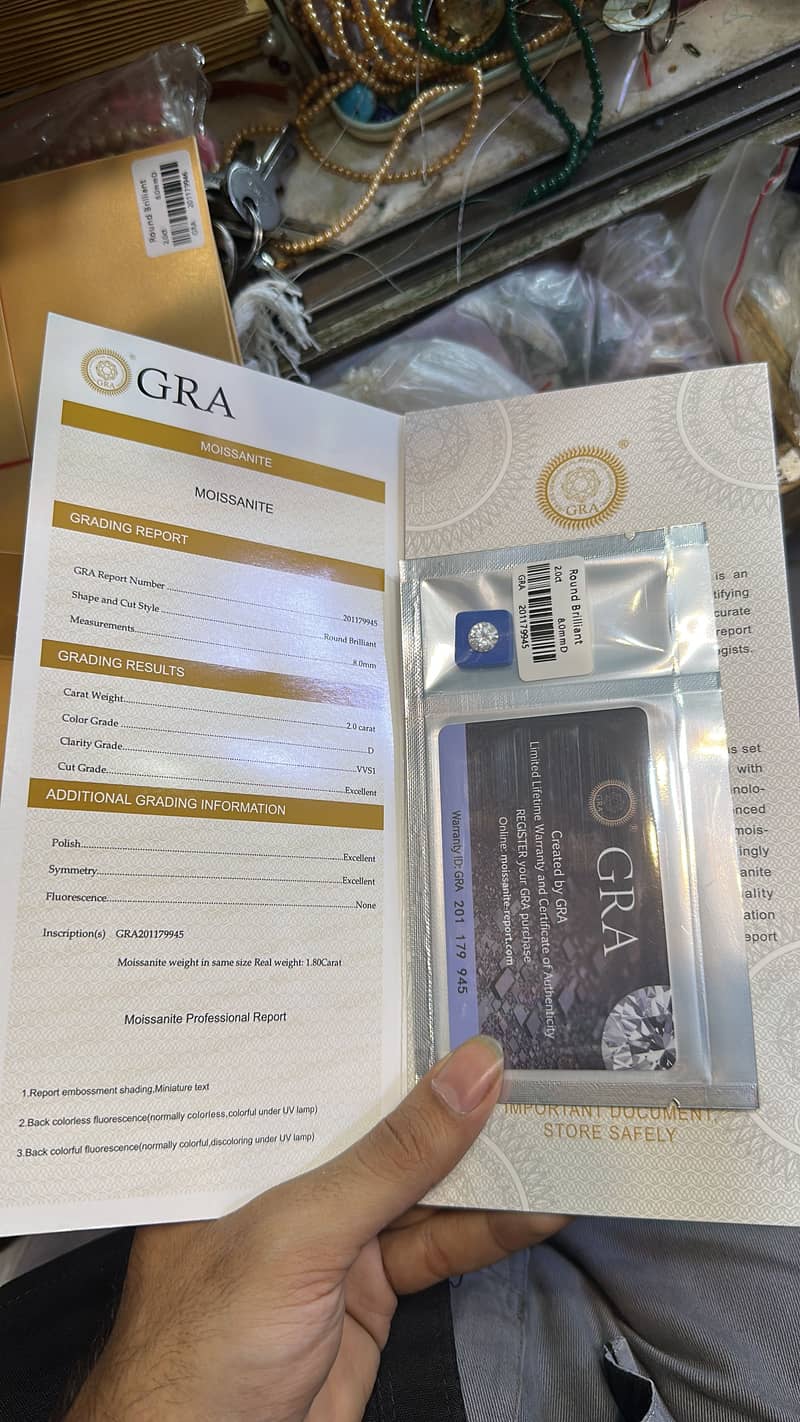 Round Brilliant
2.0ct 8.0mmD
GRA 201179945
GRA
®
GRA
MOISSANITE
MOISSANITE
GRADING REPORT
GRA Report Number 201179945
Shape and Cut Style Round Brilliant
Measurements 8.0mm
GRADING RESULTS
Carat Weight 2.0 carat
Color Grade D
Clarity Grade VVS1
Cut Grade Excellent
ADDITIONAL GRADING INFORMATION
Polish Excellent
Symmetry Excellent
Fluorescence None
Inscription(s) GRA201179945
Moissanite weight in same size Real weight: 1.80Carat
Moissanite Professional Report
1.Report embossment shading,Miniature text
2.Back colorless fluorescence(normally colorless,colorful under UV lamp)
3.Back colorful fluorescence(normally colorful,discoloring under UV lamp)
GRA
®
is an
tifying
curate
report
ogists.
is set
with
nolo-
nced
mois-
ingly
anite
ality
ation
eport
Round Brilliant
2.0ct 8.0mmD
GRA 201179945
GRA
Created by GRA
Limited Lifetime Warranty and Certificate of Authenticity
REGISTER your GRA purchase
Online: moissanite-report.com
Warranty ID: GRA 201 179 945
IMPORTANT DOCUMENT,
STORE SAFELY